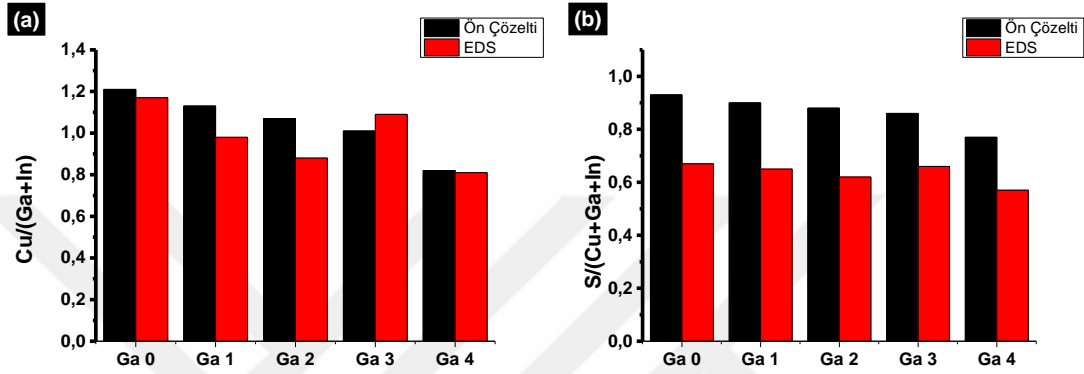 (a)
Ön Çözelti
EDS
Cu/(Ga+In)
1,4
1,2
1,0
0,8
0,6
0,4
0,2
0,0
Ga 0 Ga 1 Ga 2 Ga 3 Ga 4
(b)
Ön Çözelti
EDS
S/(Cu+Ga+In)
1,0
0,8
0,6
0,4
0,2
0,0
Ga 0 Ga 1 Ga 2 Ga 3 Ga 4